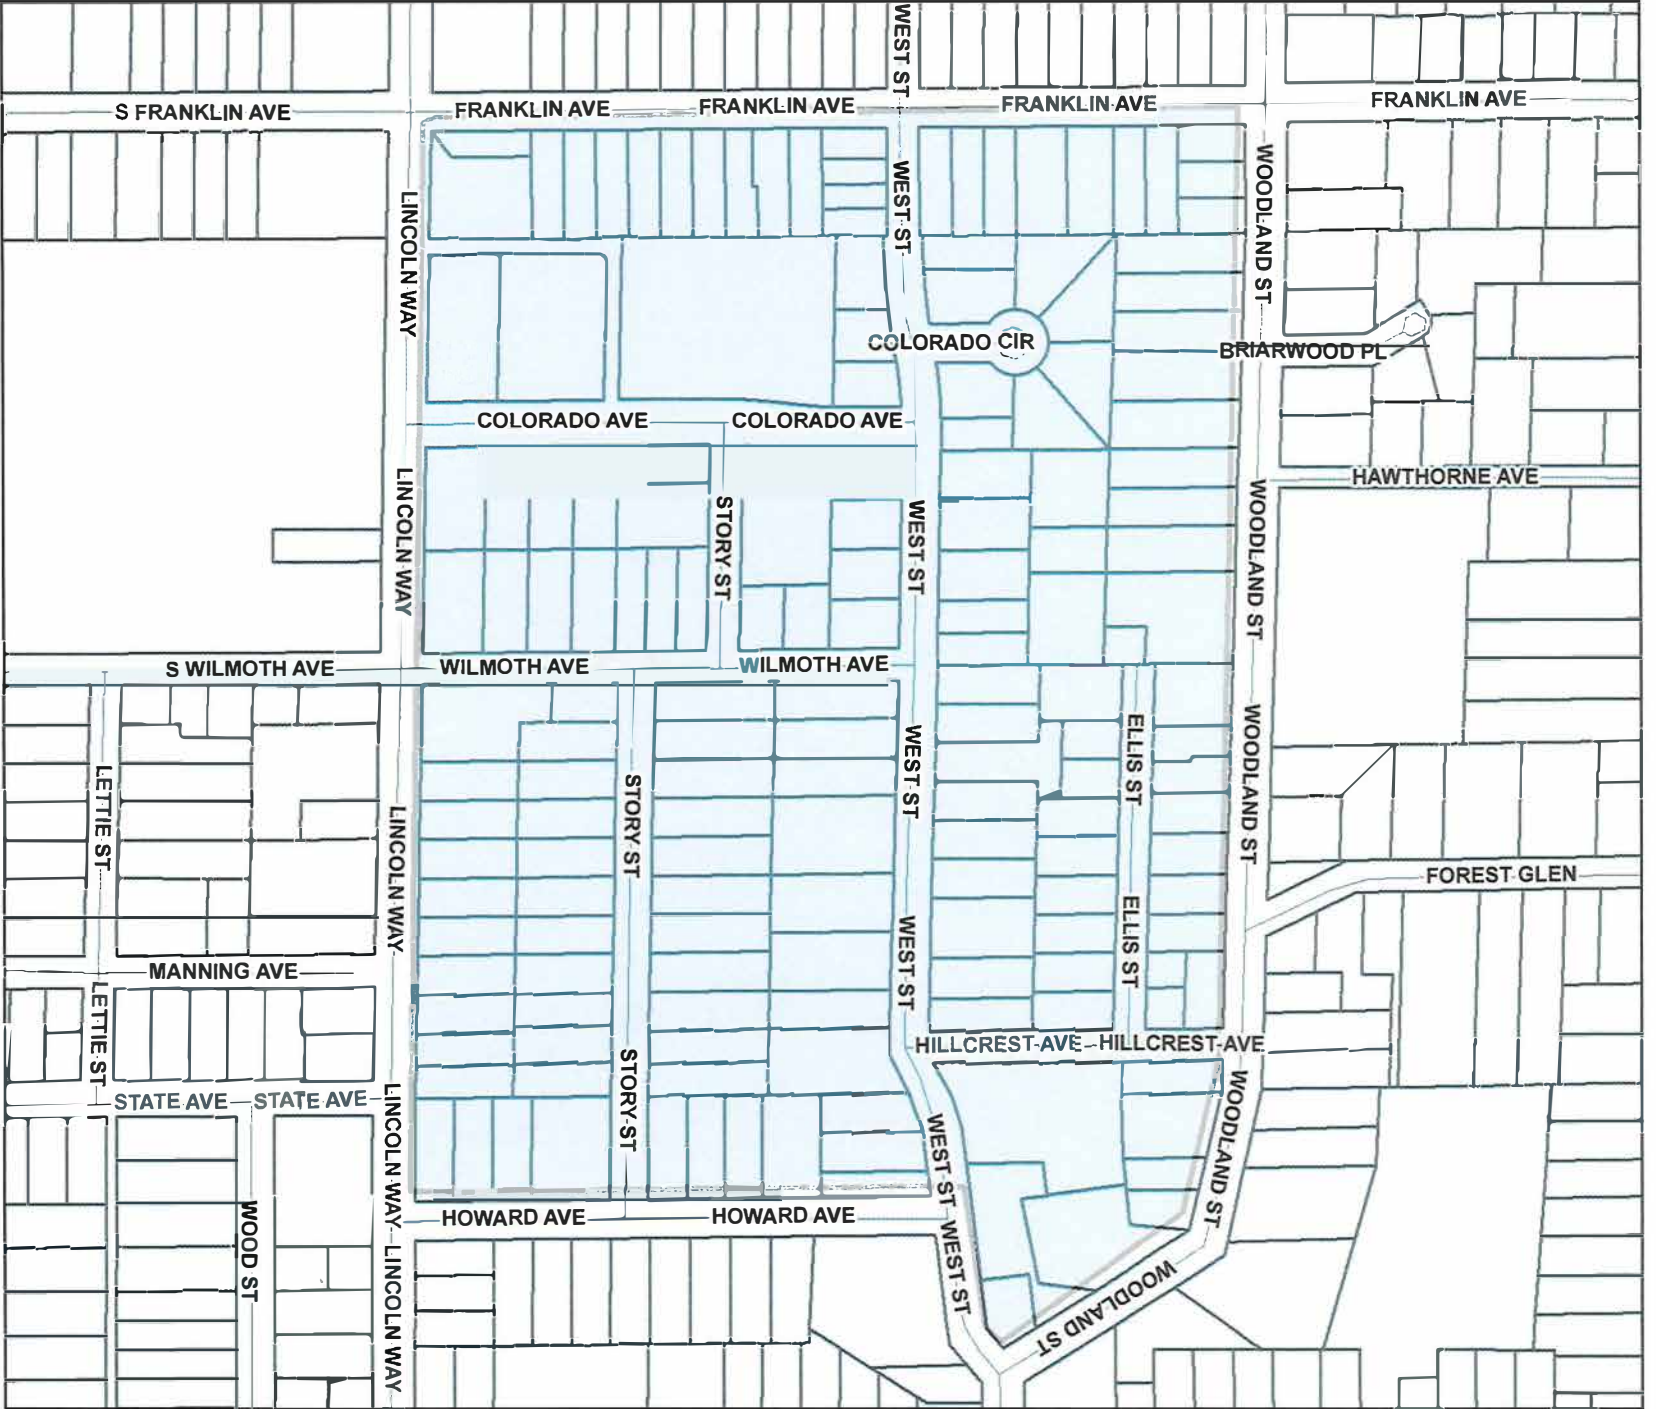 WEST ST
S FRANKLIN AVE
FRANKLIN AVE
FRANKLIN AVE
FRANKLIN AVE
FRANKLIN AVE
LINCOLN WAY
WEST ST
WOODLAND ST
COLORADO CIR
BRIARWOOD PL
COLORADO AVE
COLORADO AVE
LINCOLN WAY
STORY ST
WEST ST
HAWTHORNE AVE
WOODLAND ST
S WILMOTH AVE
WILMOTH AVE
WILMOTH AVE
LETTIE ST
LINCOLN WAY
STORY ST
WEST ST
ELLIS ST
WOODLAND ST
FOREST GLEN
MANNING AVE
WEST ST
ELLIS ST
LETTIE ST
HILLCREST AVE
HILLCREST AVE
STATE AVE
STATE AVE
LINCOLN WAY
STORY ST
WEST ST
WOODLAND ST
WOOD ST
HOWARD AVE
HOWARD AVE
LINCOLN WAY
WEST ST
WOODLAND ST